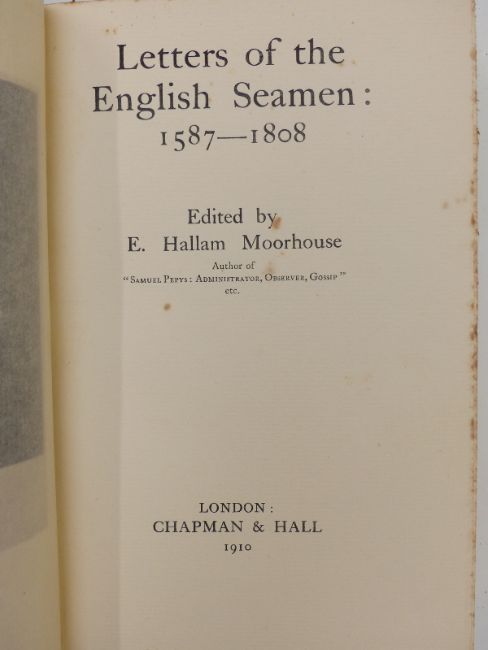 Letters of the
English Seamen:
1587—1808
Edited by
E. Hallam Moorhouse
Author of
"Samuel Pepys: Administrator, Observer, Gossip"
etc.
LONDON:
CHAPMAN & HALL
1910